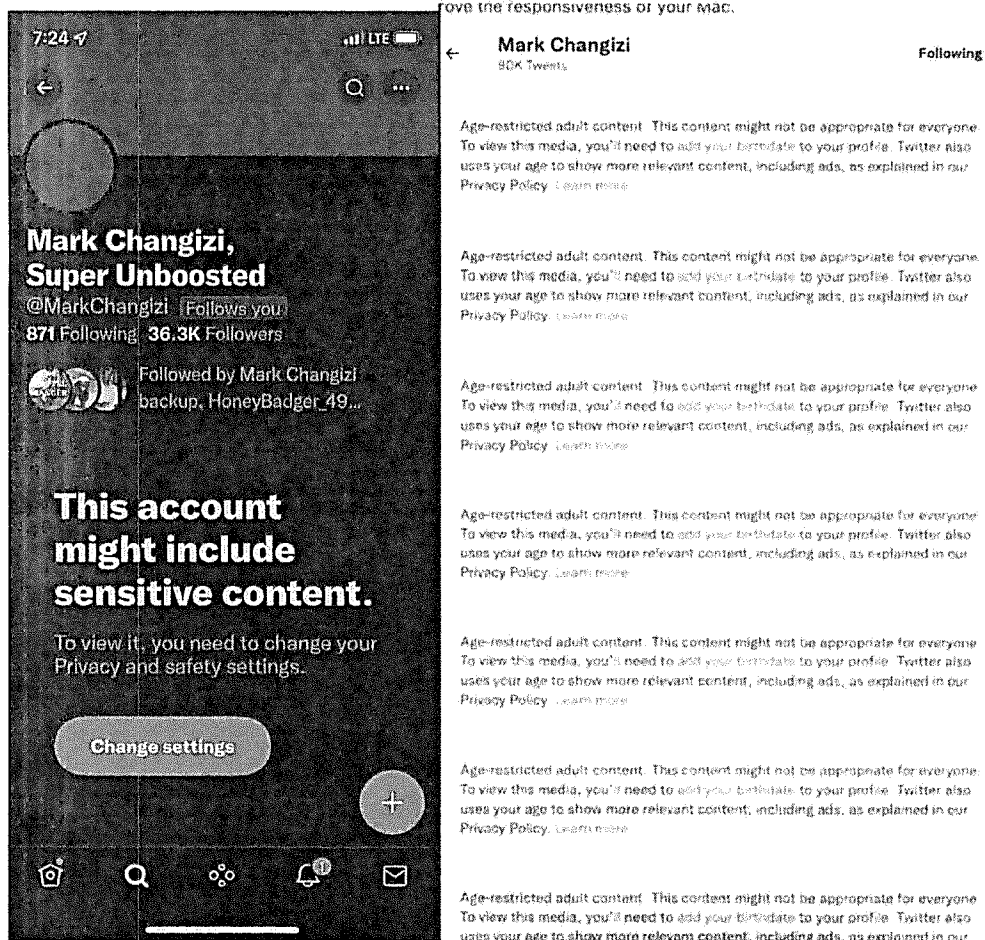 7:24
LTE
Mark Changizi,
Super Unboosted
@MarkChangizi Follows you
871 Following 36.3K Followers
Followed by Mark Changizi
backup, HoneyBadger_49...
This account
might include
sensitive content.
To view it, you need to change your
Privacy and safety settings.
Change settings
1
rove the responsiveness of your Mac.
Mark Changizi
Following
90K Tweets
Age-restricted adult content. This content might not be appropriate for everyone.
To view this media, you'll need to add your birthdate to your profile. Twitter also
uses your age to show more relevant content, including ads, as explained in our
Privacy Policy. Learn more
Age-restricted adult content. This content might not be appropriate for everyone.
To view this media, you'll need to add your birthdate to your profile. Twitter also
uses your age to show more relevant content, including ads, as explained in our
Privacy Policy. Learn more
Age-restricted adult content. This content might not be appropriate for everyone.
To view this media, you'll need to add your birthdate to your profile. Twitter also
uses your age to show more relevant content, including ads, as explained in our
Privacy Policy. Learn more
Age-restricted adult content. This content might not be appropriate for everyone.
To view this media, you'll need to add your birthdate to your profile. Twitter also
uses your age to show more relevant content, including ads, as explained in our
Privacy Policy. Learn more
Age-restricted adult content. This content might not be appropriate for everyone.
To view this media, you'll need to add your birthdate to your profile. Twitter also
uses your age to show more relevant content, including ads, as explained in our
Privacy Policy. Learn more
Age-restricted adult content. This content might not be appropriate for everyone.
To view this media, you'll need to add your birthdate to your profile. Twitter also
uses your age to show more relevant content, including ads, as explained in our
Privacy Policy. Learn more
Age-restricted adult content. This content might not be appropriate for everyone.
To view this media, you'll need to add your birthdate to your profile. Twitter also
uses your age to show more relevant content, including ads, as explained in our